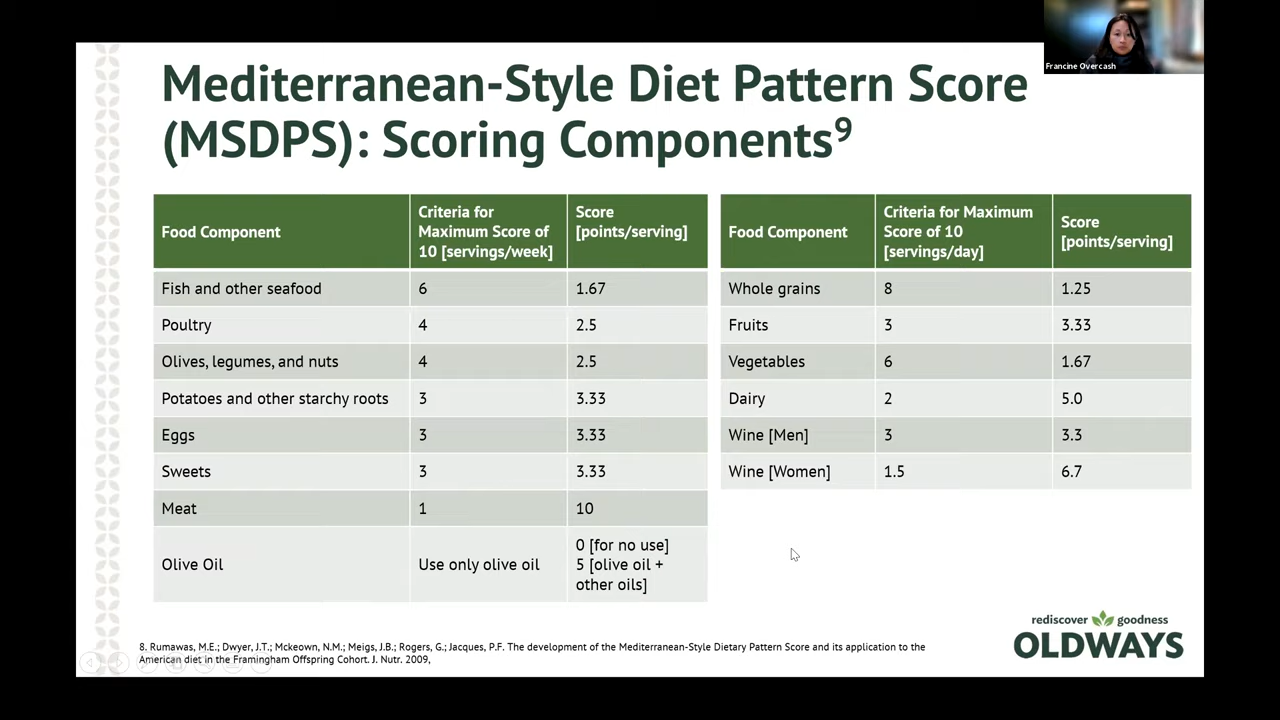 Francine Overcash
Mediterranean-Style Diet Pattern Score
(MSDPS): Scoring Components9
Food Component
Criteria for
Maximum Score of
10 [servings/week]
Score
[points/serving]
Fish and other seafood
6
1.67
Poultry
4
2.5
Olives, legumes, and nuts
4
2.5
Potatoes and other starchy roots
3
3.33
Eggs
3
3.33
Sweets
3
3.33
Meat
1
10
Olive Oil
Use only olive oil
0 [for no use]
5 [olive oil +
other oils]
Food Component
Criteria for Maximum
Score of 10
[servings/day]
Score
[points/serving]
Whole grains
8
1.25
Fruits
3
3.33
Vegetables
6
1.67
Dairy
2
5.0
Wine [Men]
3
3.3
Wine [Women]
1.5
6.7
8. Rumawas, M.E.; Dwyer, J.T.; Mckeown, N.M.; Meigs, J.B.; Rogers, G.; Jacques, P.F. The development of the Mediterranean-Style Dietary Pattern Score and its application to the
American diet in the Framingham Offspring Cohort. J. Nutr. 2009,
rediscover goodness
OLDWAYS